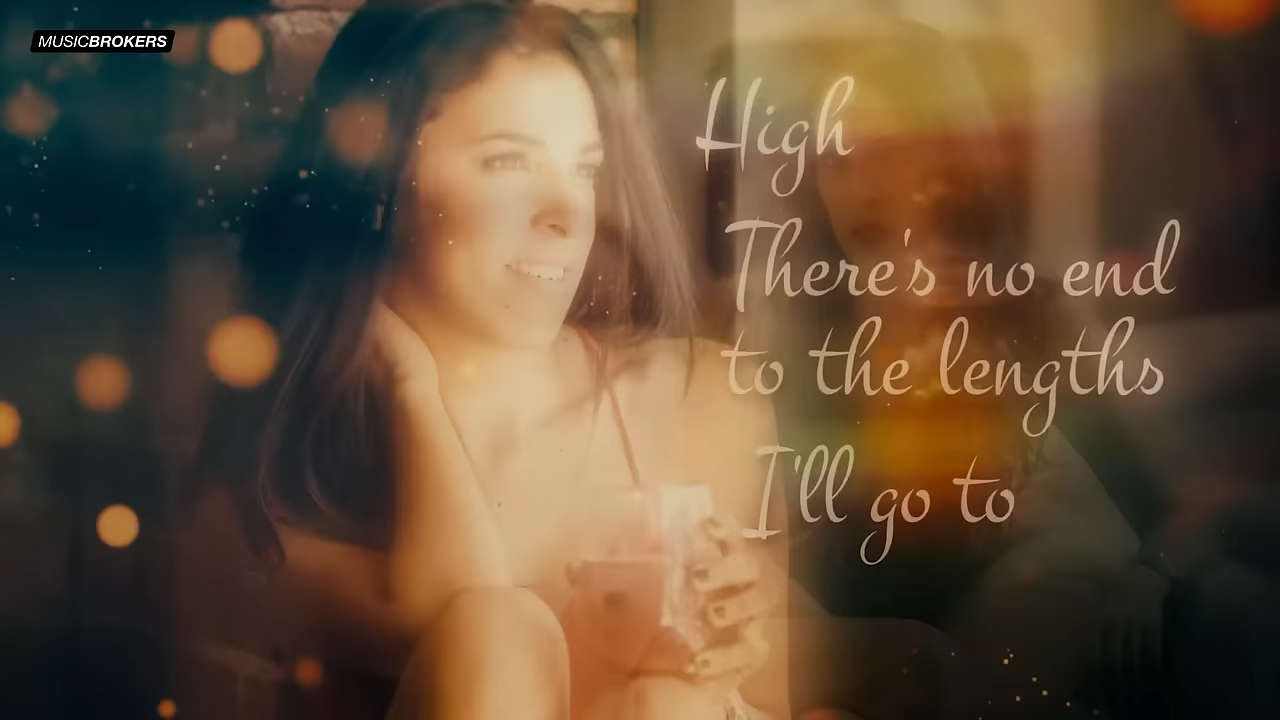 MUSICBROKERS
High
There's no end
to the lengths
I'll go to